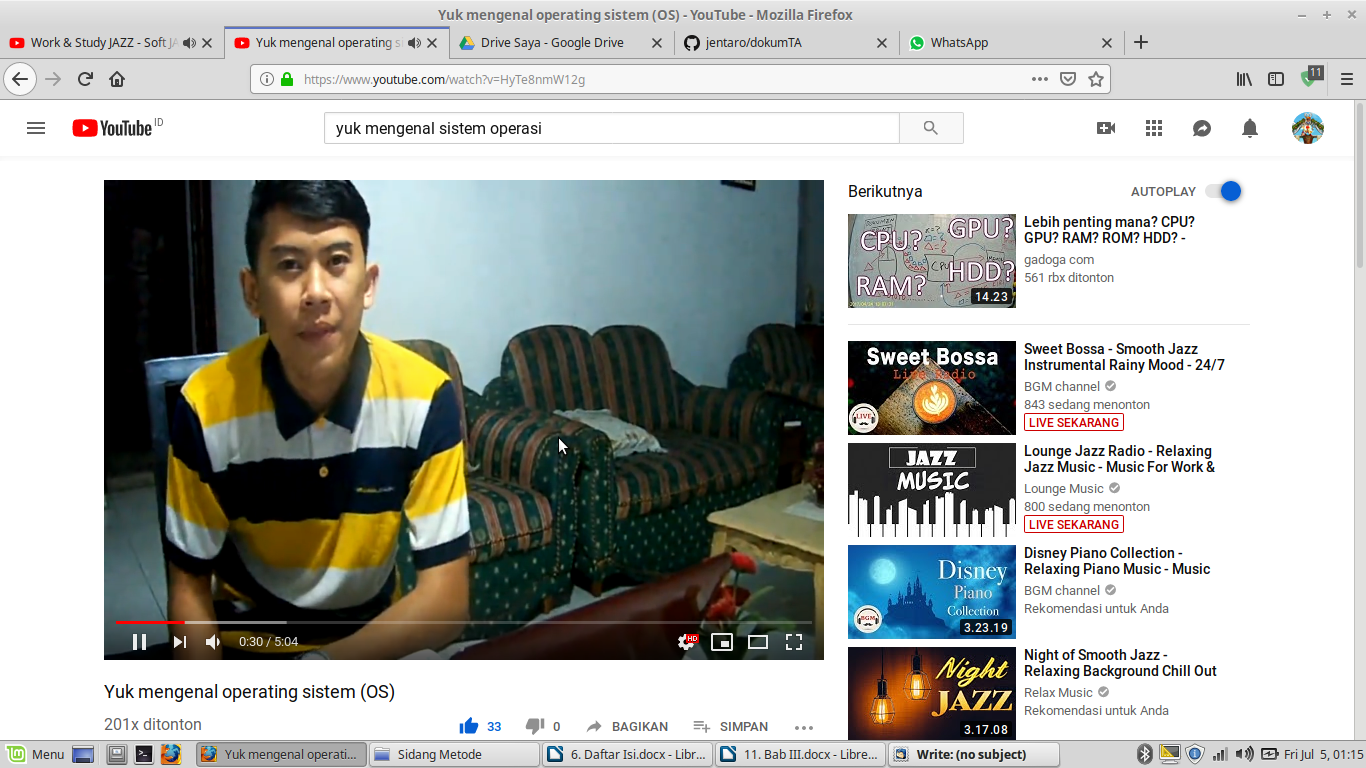 Yuk mengenal operating sistem (OS) - YouTube - Mozilla Firefox
Work & Study JAZZ - Soft JA
Yuk mengenal operating si
Drive Saya - Google Drive
jentaro/dokumTA
WhatsApp
https://www.youtube.com/watch?v=HyTe8nmW12g
11
YouTube ID
yuk mengenal sistem operasi
Berikutnya
AUTOPLAY
CPU?
GPU?
RAM?
HDD?
14.23
Lebih penting mana? CPU?
GPU? RAM? ROM? HDD? -
gadoga com
561 rbx ditonton
Sweet Bossa
Live Radio
LIVE
Sweet Bossa - Smooth Jazz
Instrumental Rainy Mood - 24/7
BGM channel
843 sedang menonton
LIVE SEKARANG
JAZZ
MUSIC
Lounge Jazz Radio - Relaxing
Jazz Music - Music For Work &
Lounge Music
800 sedang menonton
LIVE SEKARANG
Disney
Piano
Collection
BGM
3.23.19
Disney Piano Collection -
Relaxing Piano Music - Music
BGM channel
Rekomendasi untuk Anda
Night
JAZZ
3.17.08
Night of Smooth Jazz -
Relaxing Background Chill Out
Relax Music
Rekomendasi untuk Anda
0:30 / 5:04
HD
Yuk mengenal operating sistem (OS)
201x ditonton
33
0
BAGIKAN
SIMPAN
Menu
Yuk mengenal operati...
Sidang Metode
6. Daftar Isi.docx - Libr...
11. Bab III.docx - Libre...
Write: (no subject)
Fri Jul 5, 01:15